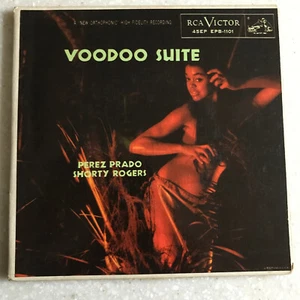 A "NEW ORTHOPHONIC" HIGH FIDELITY RECORDING
RCA VICTOR
45EP EPB-1101
VOODOO SUITE
PEREZ PRADO
SHORTY ROGERS